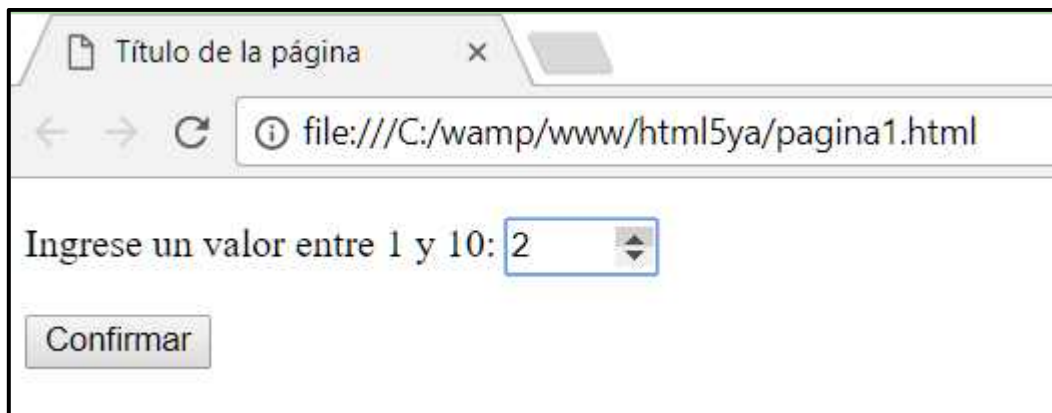 Título de la página
file:///C:/wamp/www/html5ya/pagina1.html
Ingrese un valor entre 1 y 10: 2
Confirmar